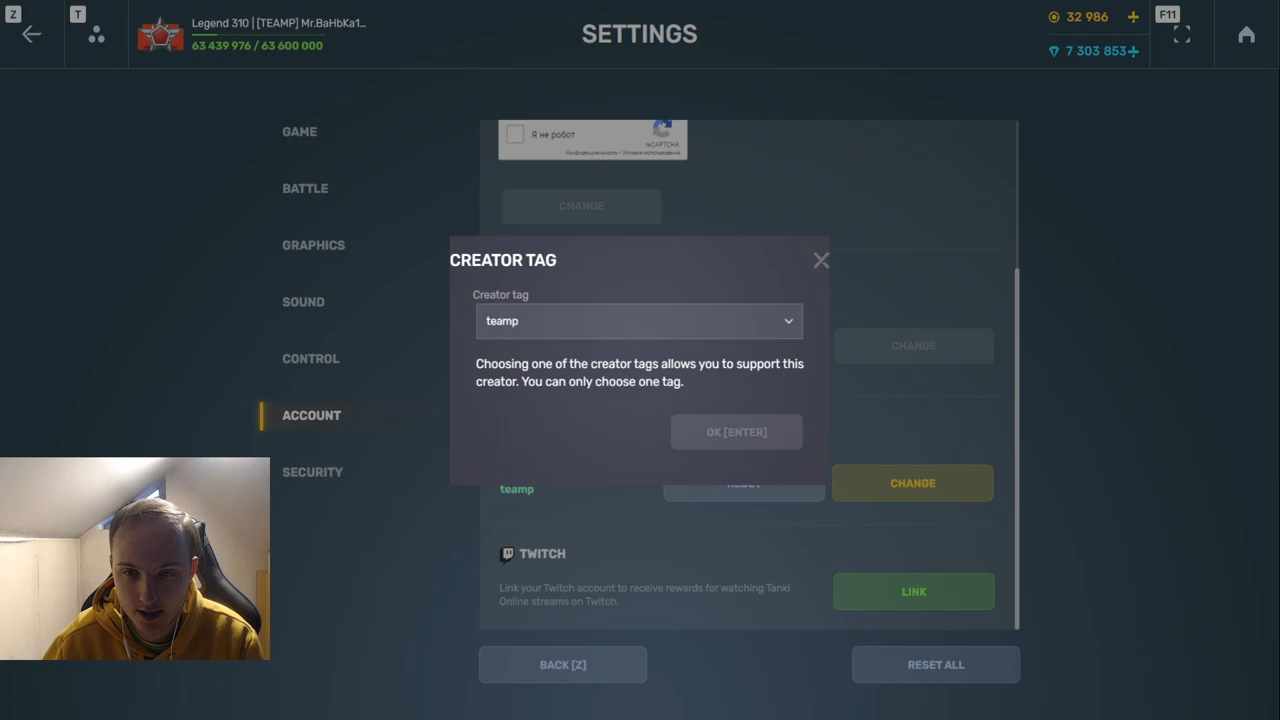 Z
T
Legend 310 | [TEAMP] Mr.BaHbKa1...
63 439 976 / 63 600 000
SETTINGS
32 986
7 303 853
F11
GAME
BATTLE
GRAPHICS
SOUND
CONTROL
ACCOUNT
SECURITY
Я не робот
reCAPTCHA
Конфиденциальность - Условия использования
CHANGE
CREATOR TAG
Creator tag
teamp
Choosing one of the creator tags allows you to support this
creator. You can only choose one tag.
OK [ENTER]
CHANGE
teamp
RESET
CHANGE
TWITCH
Link your Twitch account to receive rewards for watching Tanki
Online streams on Twitch.
LINK
BACK [Z]
RESET ALL